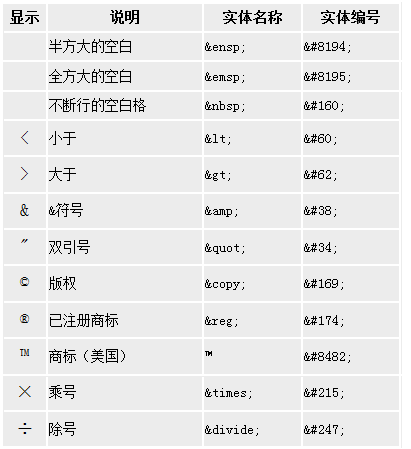 显示 说明 实体名称 实体编号
半方大的空白 &ensp; &#8194;
全方大的空白 &emsp; &#8195;
不断行的空白格 &nbsp; &#160;
< 小于 &lt; &#60;
> 大于 &gt; &#62;
& &符号 &amp; &#38;
" 双引号 &quot; &#34;
© 版权 &copy; &#169;
® 已注册商标 &reg; &#174;
™ 商标（美国） ™ &#8482;
× 乘号 &times; &#215;
÷ 除号 &divide; &#247;